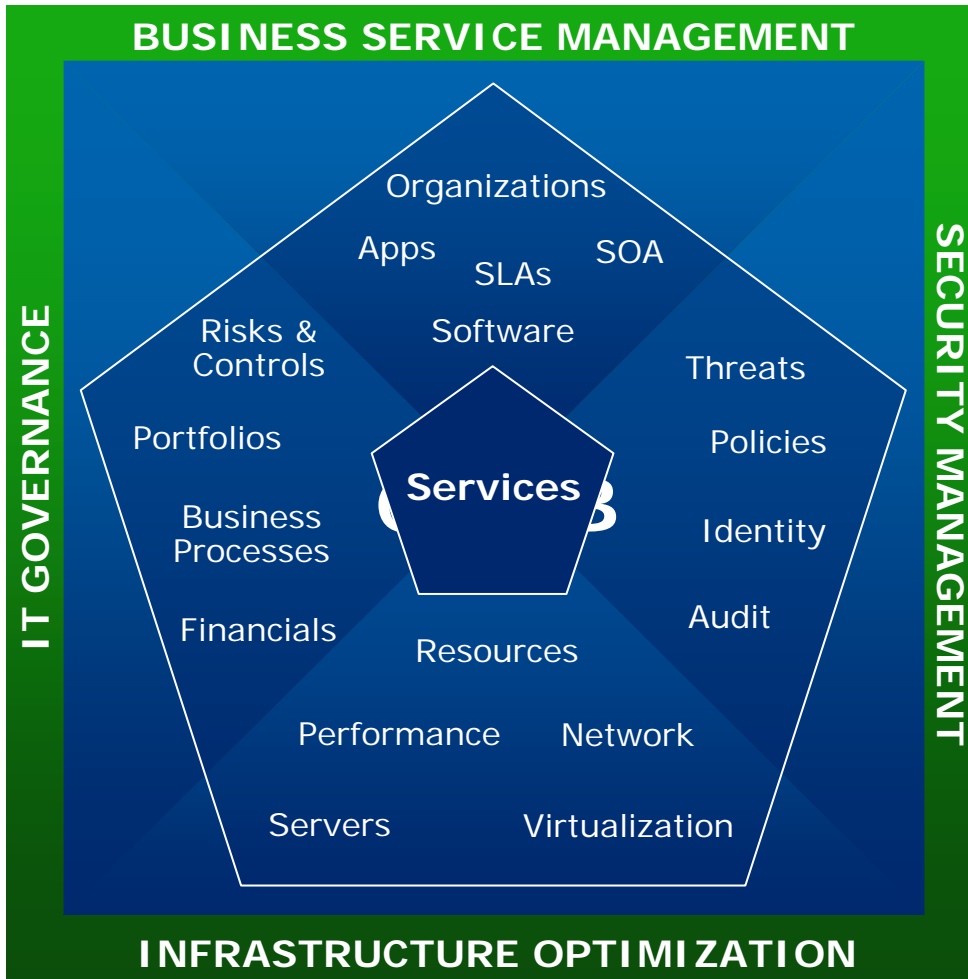 BUSINESS SERVICE MANAGEMENT
Organizations
Apps
SLAs
SOA
Software
Risks &
Controls
Portfolios
Business
Processes
Financials
Threats
Policies
Identity
Audit
Services
Resources
Performance
Network
Servers
Virtualization
IT GOVERNANCE
SECURITY MANAGEMENT
INFRASTRUCTURE OPTIMIZATION